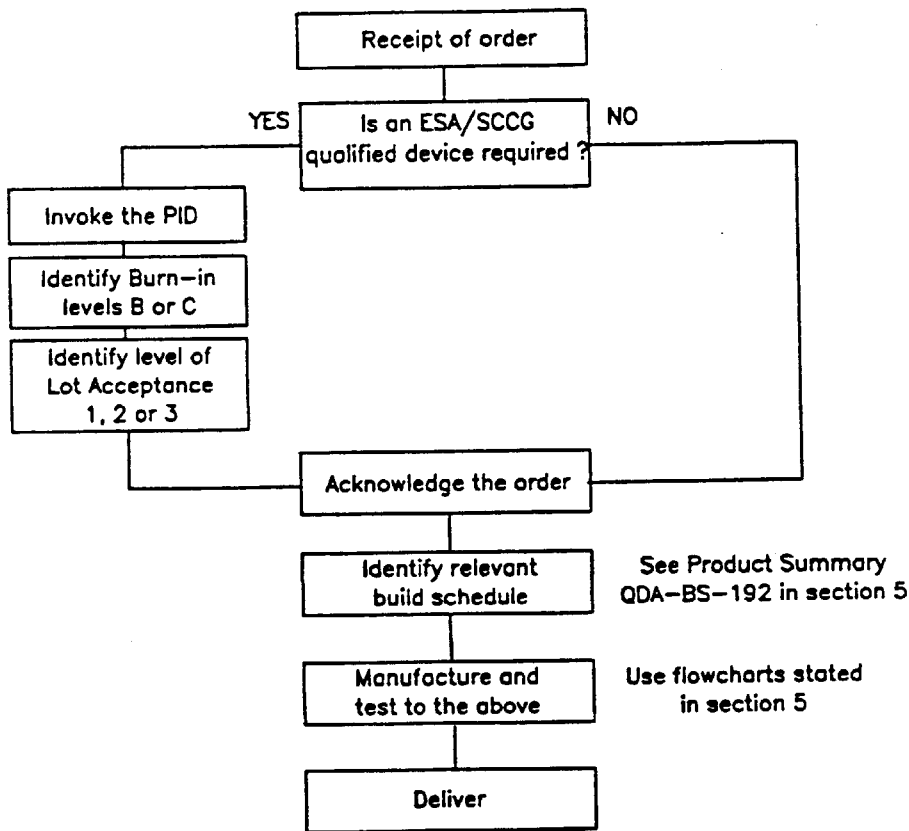 Receipt of order
YES
Is an ESA/SCCG
qualified device required ?
NO
Invoke the PID
Identify Burn-in
levels B or C
Identify level of
Lot Acceptance
1, 2 or 3
Acknowledge the order
Identify relevant
build schedule
See Product Summary
QDA-BS-192 in section 5
Manufacture and
test to the above
Use flowcharts stated
in section 5
Deliver